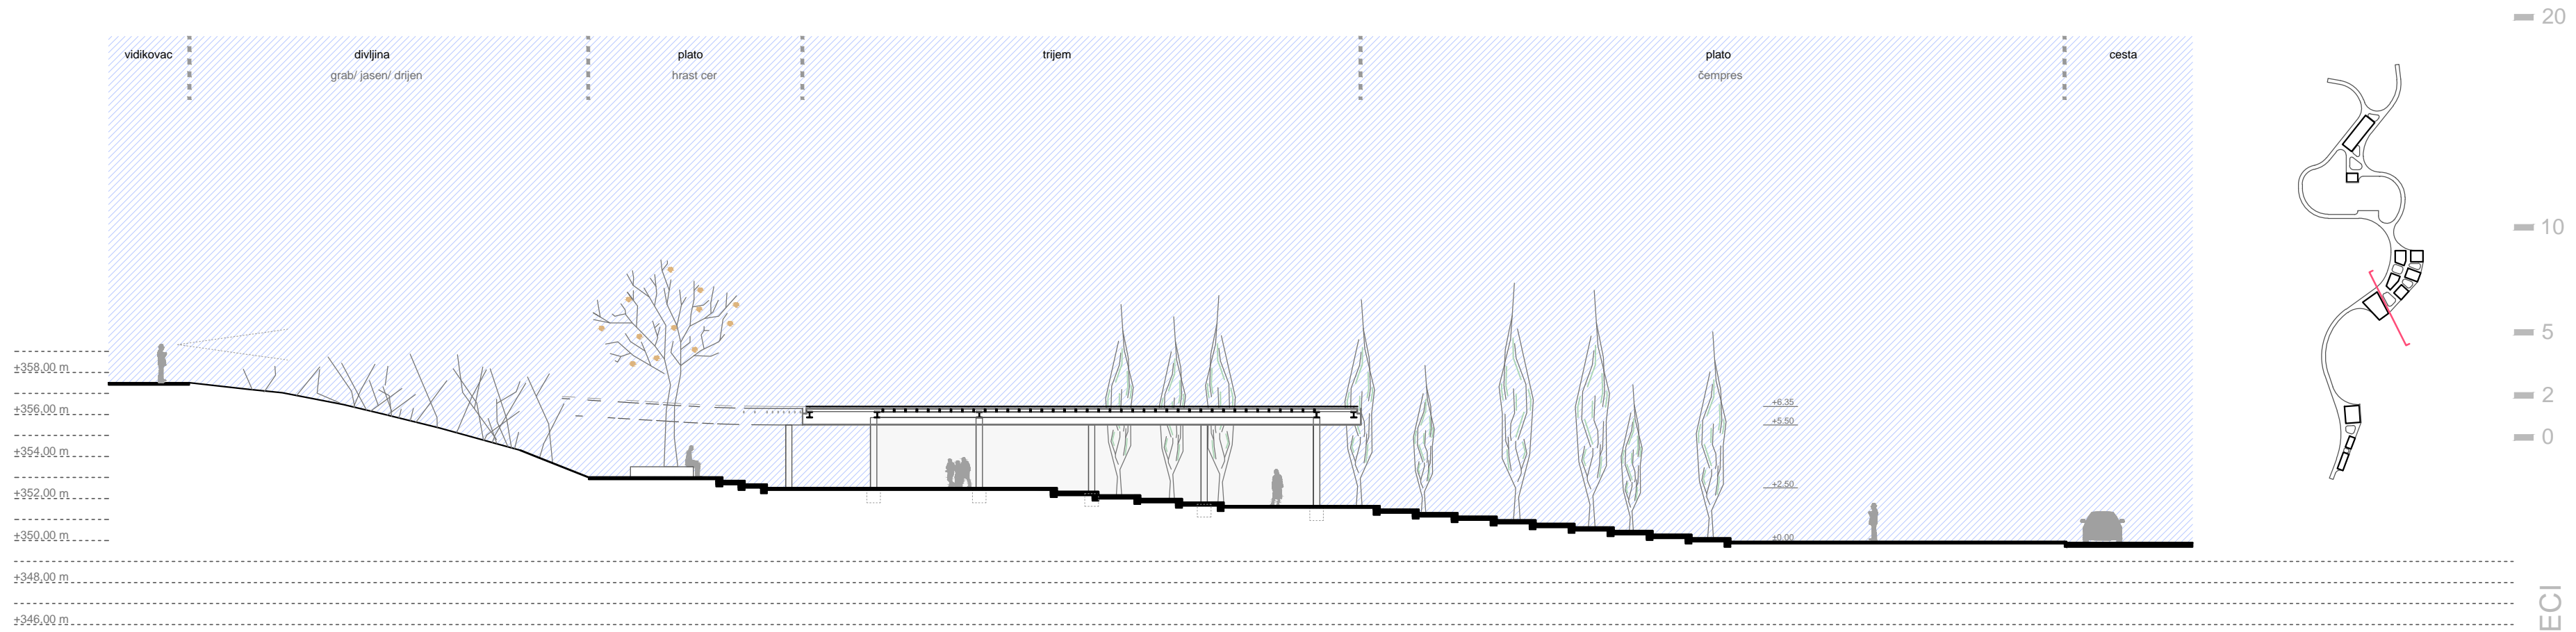 vidikovac
divljina
grab/ jasen/ drijen
plato
hrast cer
trijem
plato
čempres
cesta
20
10
5
2
0
+358,00 m
+356,00 m
+354,00 m
+352,00 m
+350,00 m
+348,00 m
+346,00 m
+6.35
+5.50
+2.50
±0.00
ECI